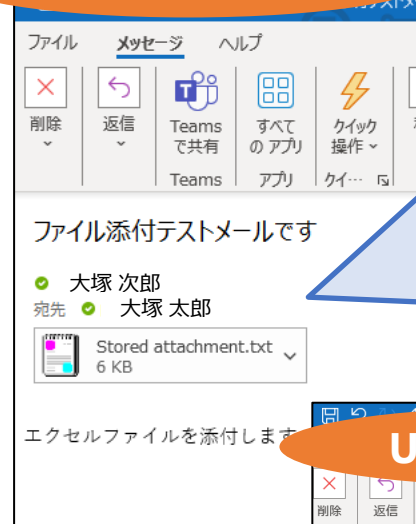 ファイル メッセージ ヘルプ
削除 返信 Teams で共有 すべて の アプリ クイック 操作
Teams アプリ クイ…
ファイル添付テストメールです
大塚 次郎
宛先 大塚 太郎
Stored attachment.txt
6 KB
エクセルファイルを添付します
U
削除 返信